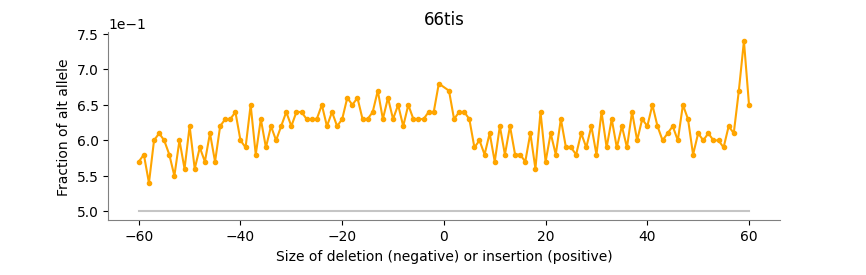 66tis
1e−1
7.5
7.0
6.5
6.0
5.5
5.0
Fraction of alt allele
−60 −40 −20 0 20 40 60
Size of deletion (negative) or insertion (positive)